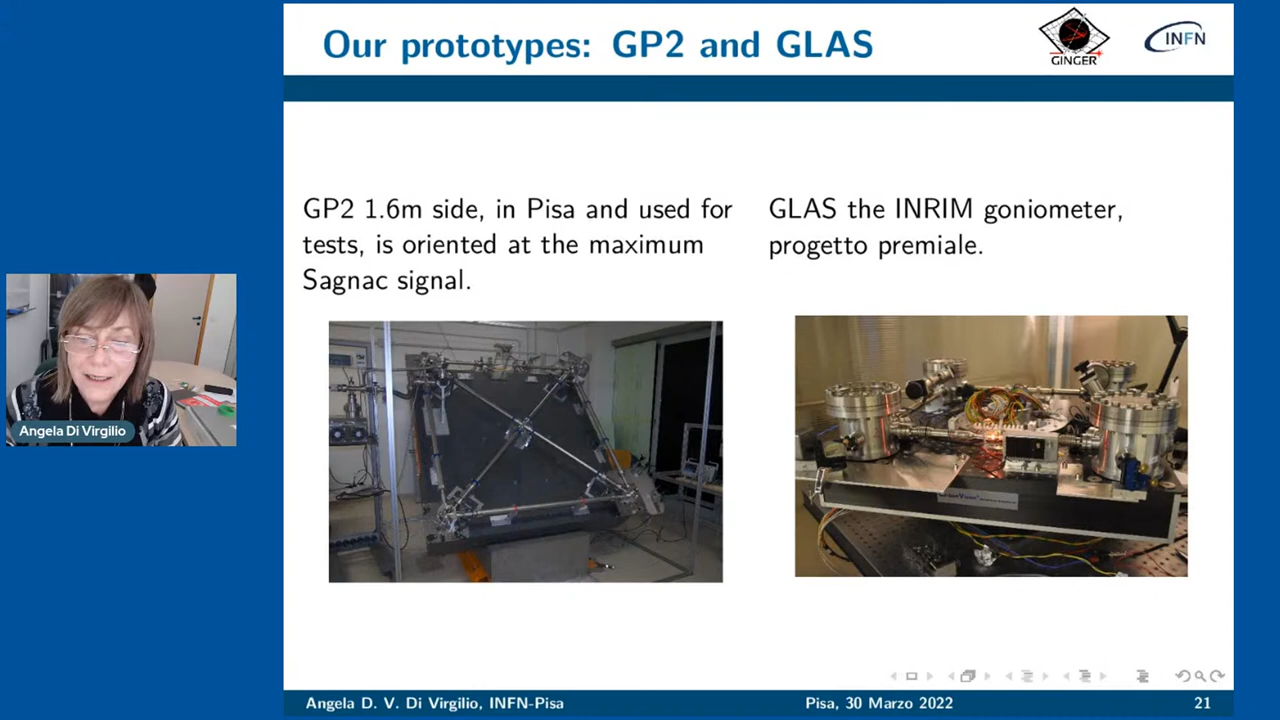 Our prototypes: GP2 and GLAS
GINGER
INFN
GP2 1.6m side, in Pisa and used for
tests, is oriented at the maximum
Sagnac signal.
GLAS the INRIM goniometer,
progetto premiale.
Angela Di Virgilio
Angela D. V. Di Virgilio, INFN-Pisa
Pisa, 30 Marzo 2022
21